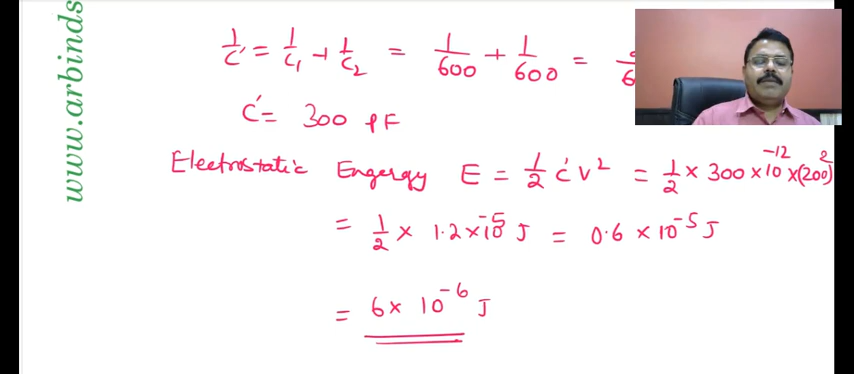 www.arbinds
1/C' = 1/C₁ + 1/C₂ = 1/600 + 1/600 =
C' = 300 pF
Electrostatic Engergy E = 1/2 C'V² = 1/2 × 300 × 10⁻¹² × (200)²
= 1/2 × 1.2 × 10⁻⁵ J = 0.6 × 10⁻⁵ J
= 6 × 10⁻⁶ J